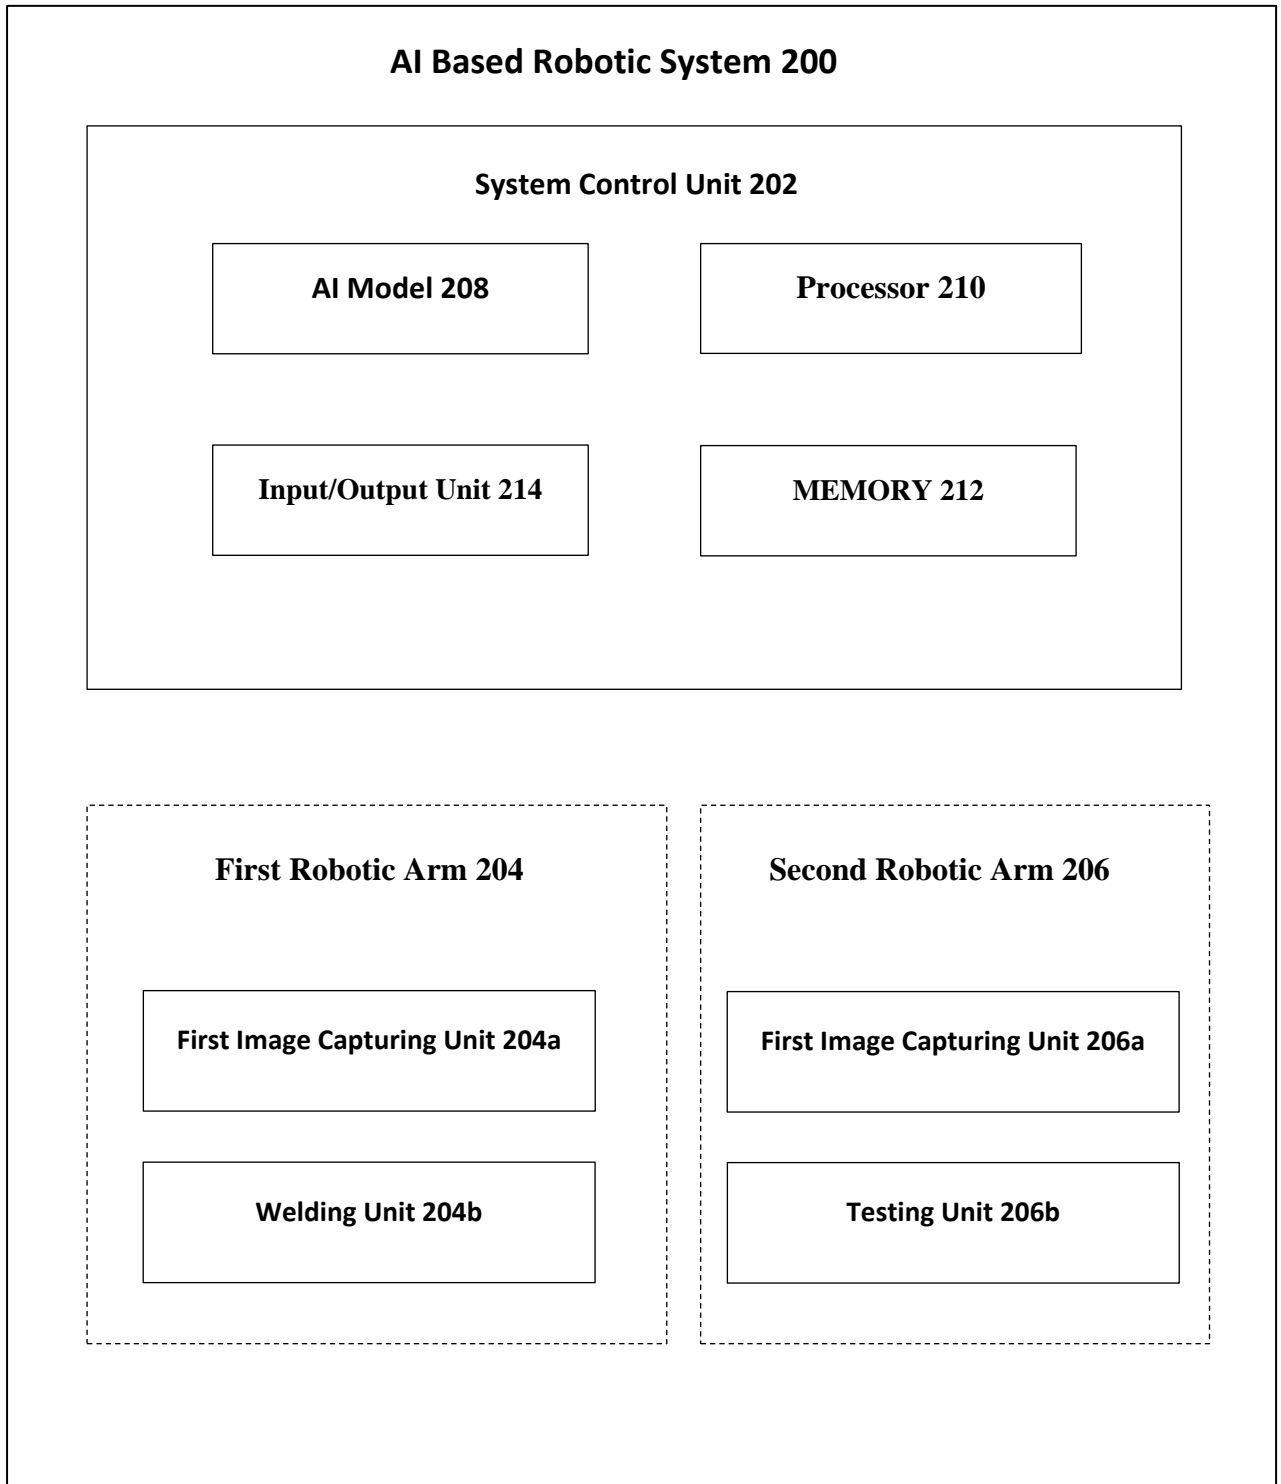 AI Based Robotic System 200
System Control Unit 202
AI Model 208
Processor 210
Input/Output Unit 214
MEMORY 212
First Robotic Arm 204
Second Robotic Arm 206
First Image Capturing Unit 204a
First Image Capturing Unit 206a
Welding Unit 204b
Testing Unit 206b